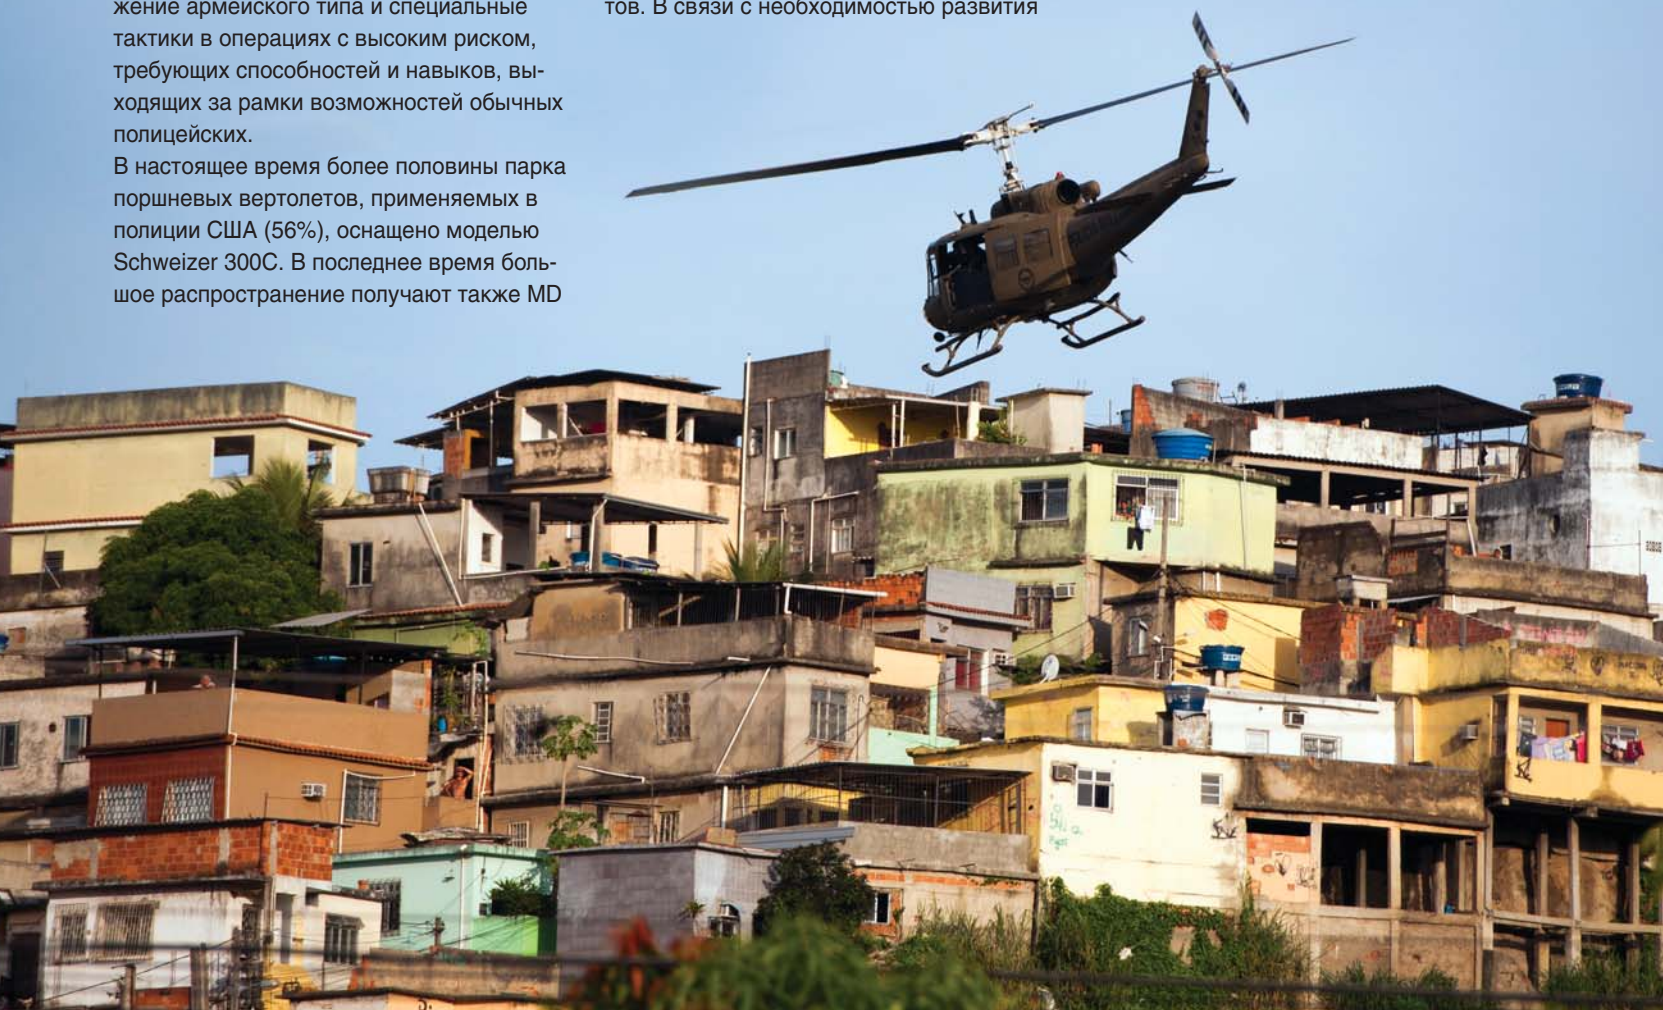 жение армейского типа и специальные
тактики в операциях с высоким риском,
требующих способностей и навыков, вы-
ходящих за рамки возможностей обычных
полицейских.
В настоящее время более половины парка
поршневых вертолетов, применяемых в
полиции США (56%), оснащено моделью
Schweizer 300C. В последнее время боль-
шое распространение получают также MD
тов. В связи с необходимостью развития